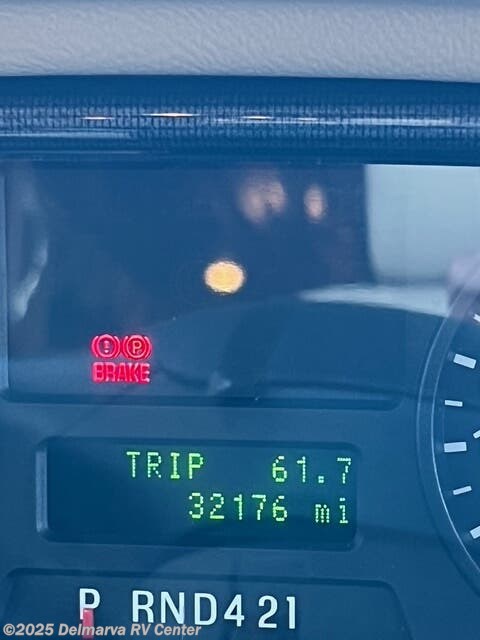 (!) (P)
BRAKE
TRIP 61.7
32176 mi
P RND421
©2025 Delmarva RV Center